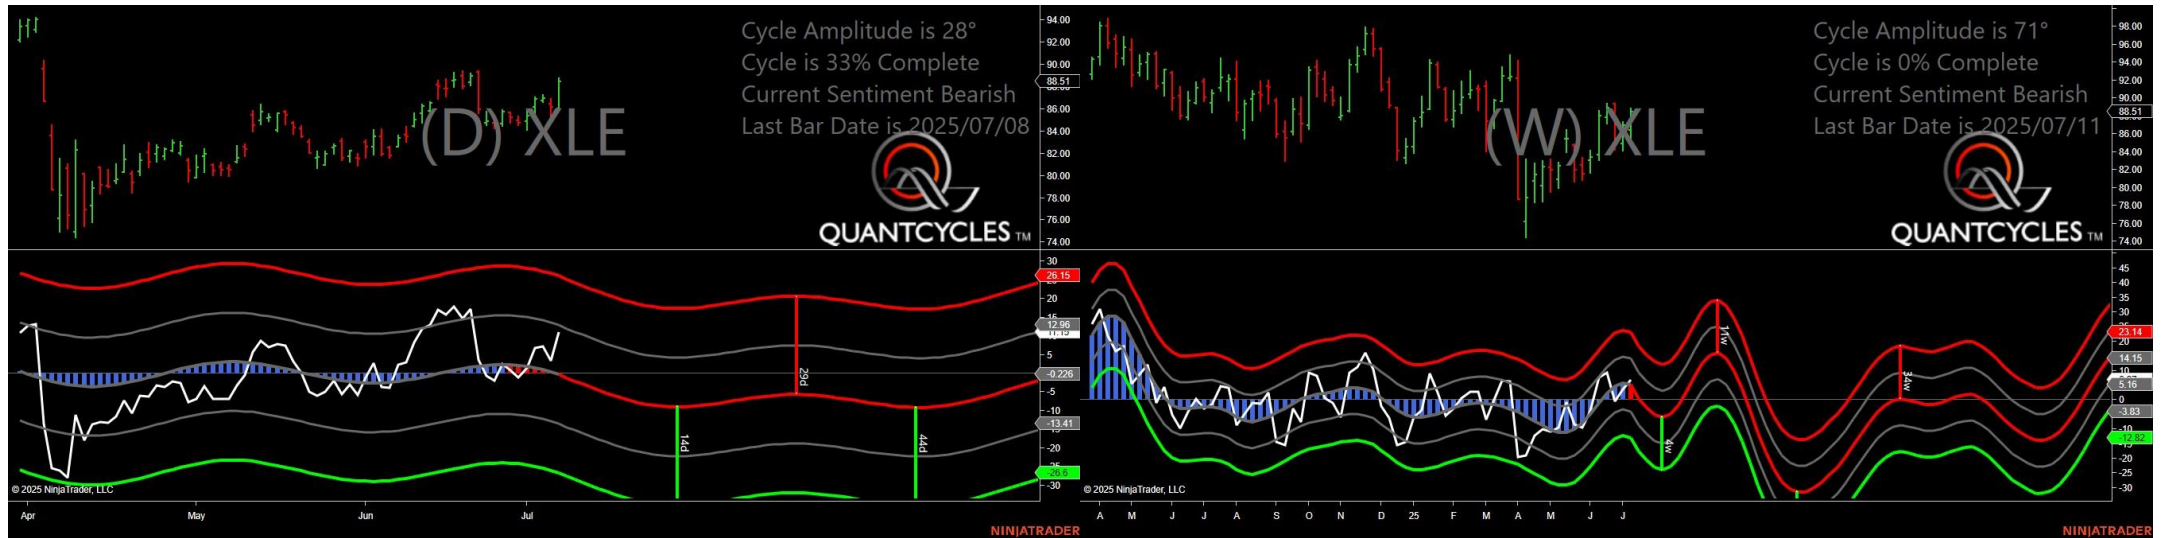 Cycle Amplitude is 28°
Cycle is 33% Complete
Current Sentiment Bearish
Last Bar Date is 2025/07/08
(D) XLE
QUANTCYCLES TM
94.00
92.00
90.00
88.51
86.00
84.00
82.00
80.00
78.00
76.00
74.00
30
26.15
20
15
12.96
11.15
5
-0.226
-5
-10
-13.41
-20
-26.6
-30
29d
14d
44d
© 2025 NinjaTrader, LLC
Apr May Jun Jul
NINJATRADER
Cycle Amplitude is 71°
Cycle is 0% Complete
Current Sentiment Bearish
Last Bar Date is 2025/07/11
(W) XLE
QUANTCYCLES TM
98.00
96.00
94.00
92.00
90.00
88.51
86.00
84.00
82.00
80.00
78.00
76.00
74.00
45
35
30
23.14
20
14.15
5.16
0
-3.83
-12.82
-20
-25
-30
11w
34w
4w
© 2025 NinjaTrader, LLC
A M J J A S O N D 25 F M A M J J
NINJATRADER